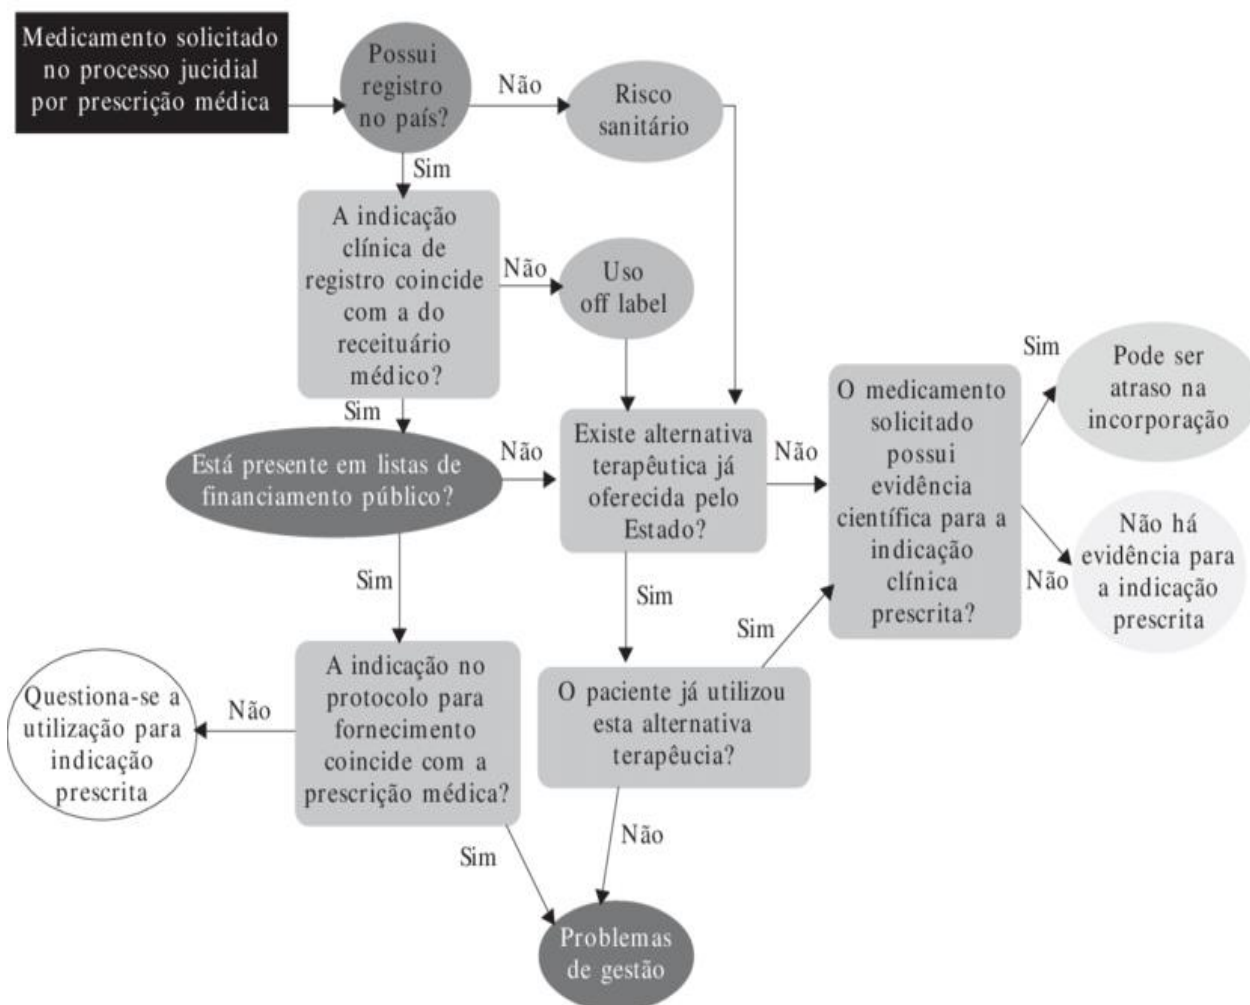 Medicamento solicitado
no processo jucidial
por prescrição médica
Possui
registro
no país?
Não
Risco
sanitário
Sim
A indicação
clínica de
registro coincide
com a do
receituário
médico?
Não
Uso
off label
Sim
Está presente em listas de
financiamento público?
Não
Existe alternativa
terapêutica já
oferecida pelo
Estado?
Não
O medicamento
solicitado
possui
evidência
científica para a
indicação
clínica
prescrita?
Sim
Pode ser
atraso na
incorporação
Não
Não há
evidência para
a indicação
prescrita
Sim
Sim
Sim
A indicação no
protocolo para
fornecimento
coincide com a
prescrição médica?
Não
Questiona-se a
utilização para
indicação
prescrita
O paciente já utilizou
esta alternativa
terapêucia?
Sim
Não
Problemas
de gestão